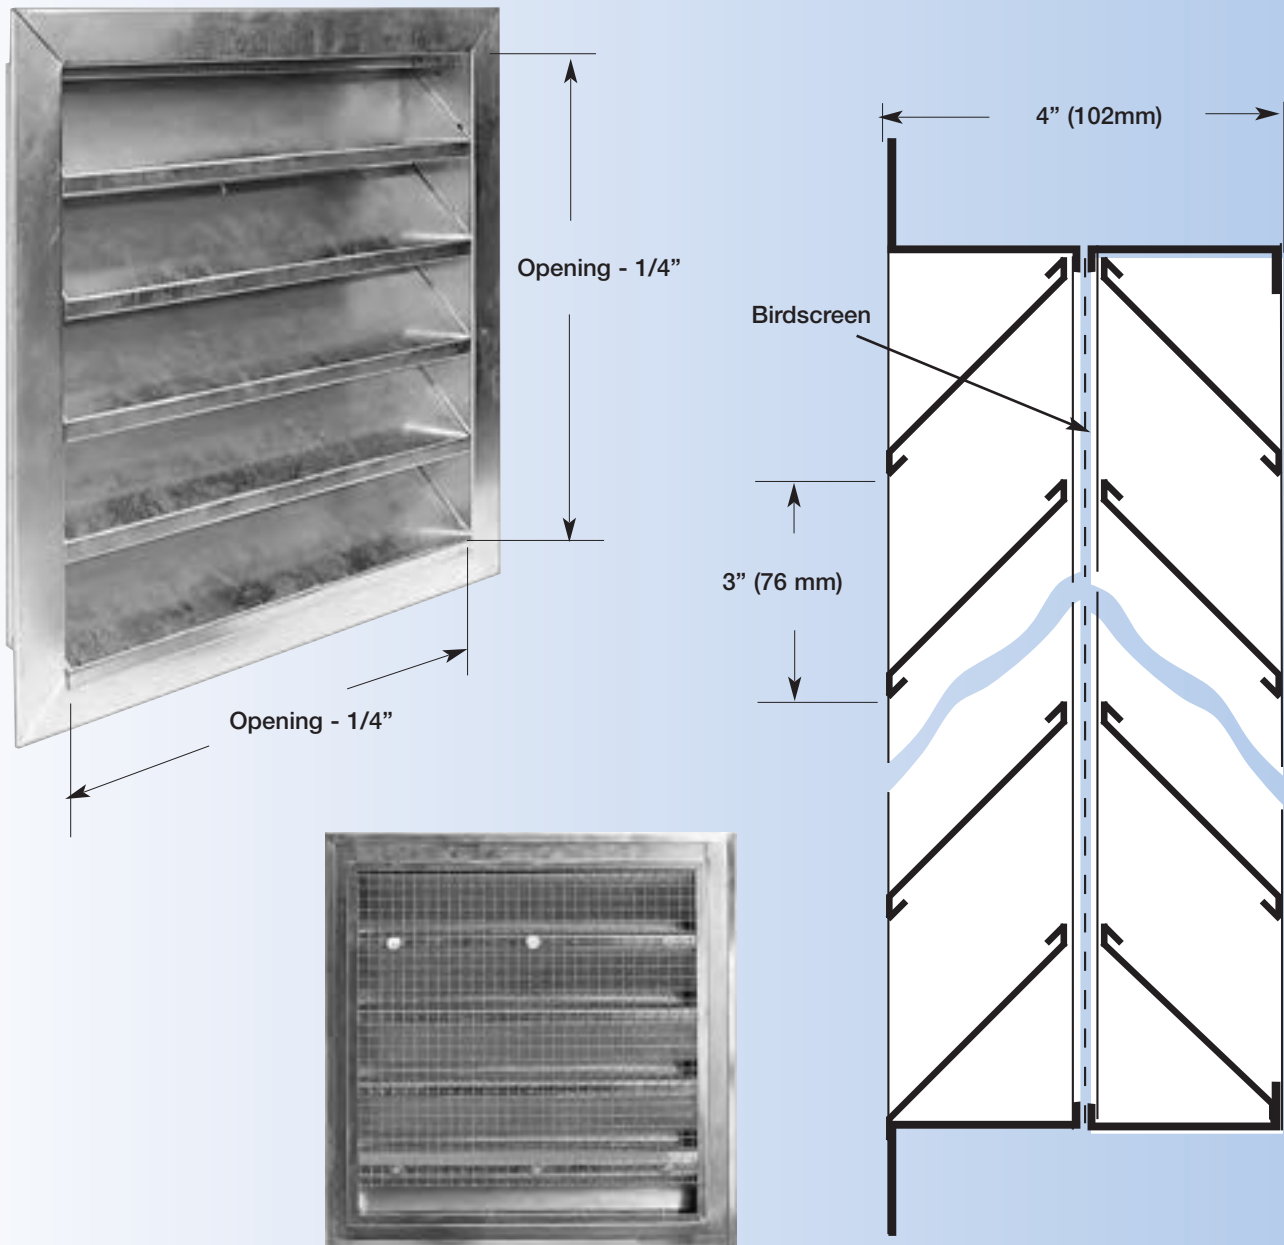 4” (102mm)
Opening - 1/4”
Birdscreen
3” (76 mm)
Opening - 1/4”